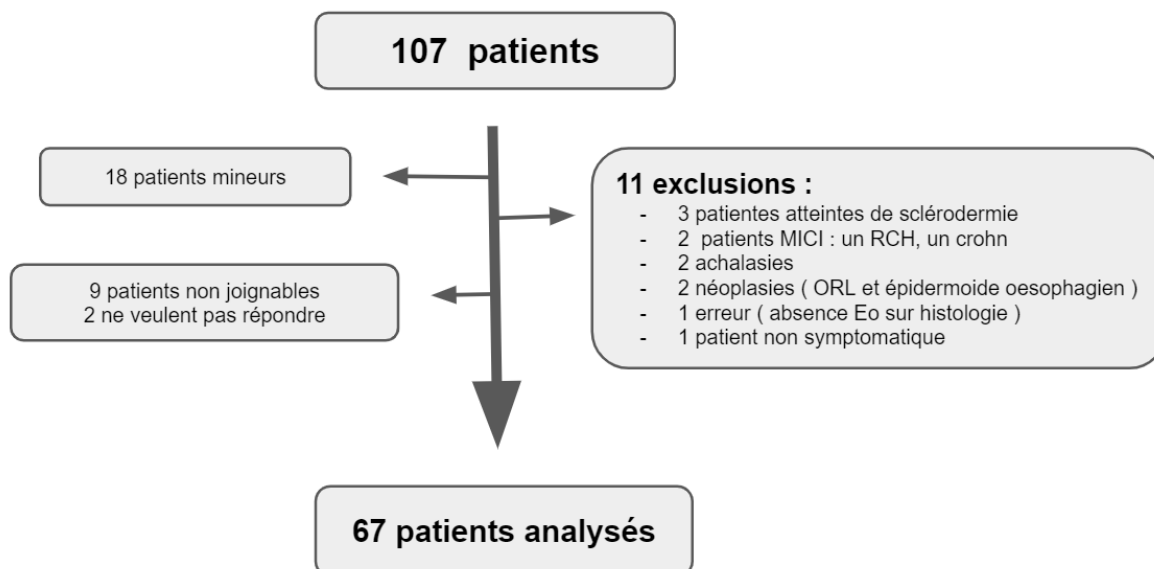 107 patients
18 patients mineurs
11 exclusions :
- 3 patientes atteintes de sclérodermie
- 2 patients MICI : un RCH, un crohn
- 2 achalasies
- 2 néoplasies ( ORL et épidermoide oesophagien )
- 1 erreur ( absence Eo sur histologie )
- 1 patient non symptomatique
9 patients non joignables
2 ne veulent pas répondre
67 patients analysés